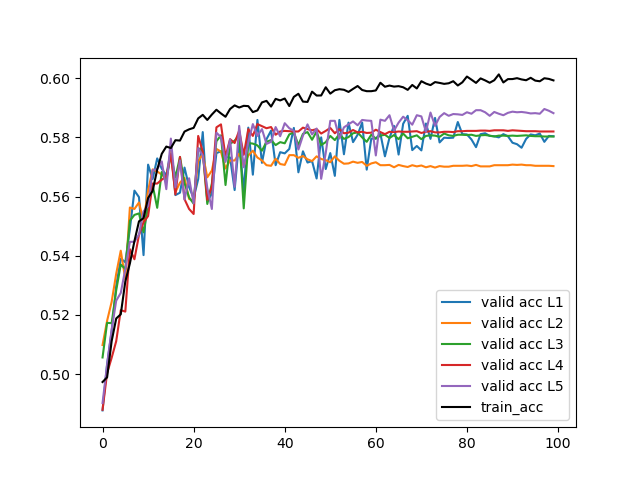 0.60
0.58
0.56
0.54
0.52
0.50
0
20
40
60
80
100
valid acc L1
valid acc L2
valid acc L3
valid acc L4
valid acc L5
train_acc